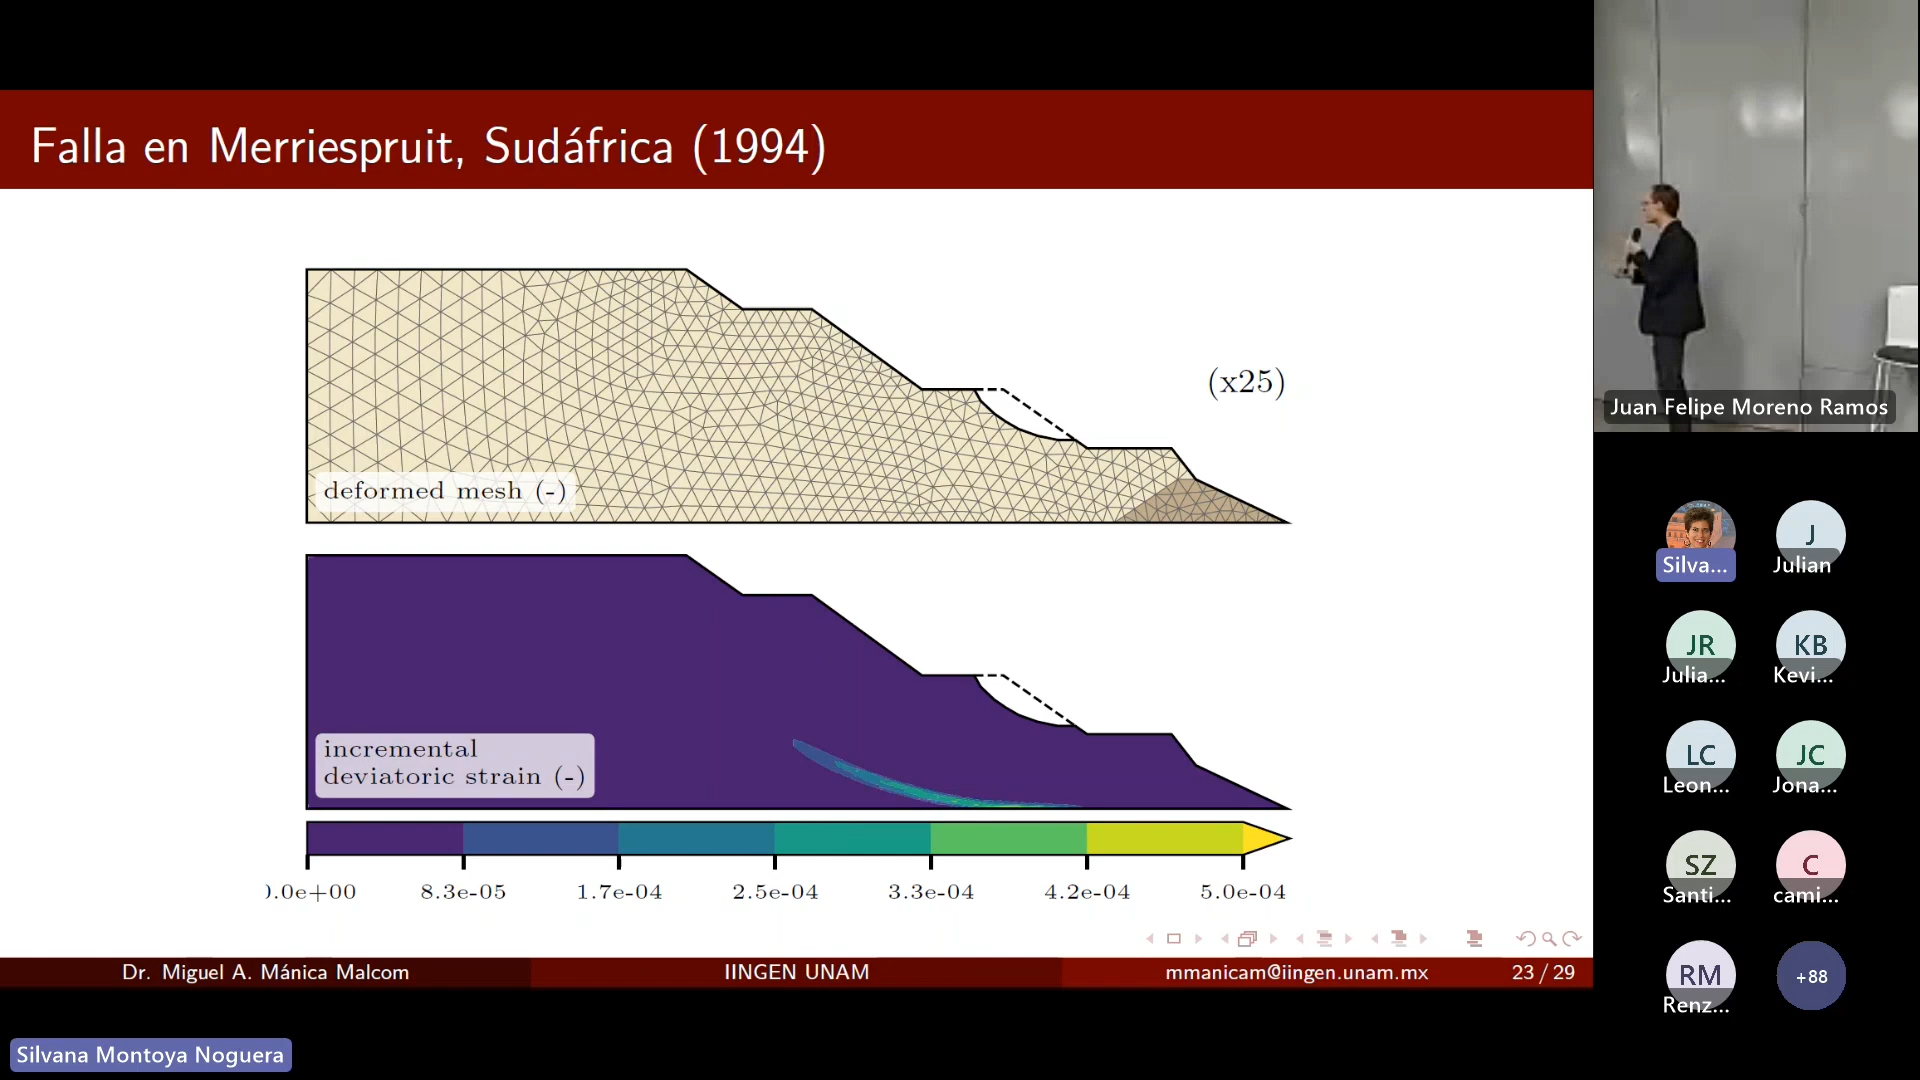 Falla en Merriespruit, Sudáfrica (1994)
(x25)
deformed mesh (-)
incremental
deviatoric strain (-)
.0e+00 8.3e-05 1.7e-04 2.5e-04 3.3e-04 4.2e-04 5.0e-04
Dr. Miguel A. Mánica Malcom IINGEN UNAM mmanicam@iingen.unam.mx 23 / 29
Silvana Montoya Noguera
Juan Felipe Moreno Ramos
Silva...
J
Julian
JR
Julia...
KB
Kevi...
LC
Leon...
JC
Jona...
SZ
Santi...
C
cami...
RM
Renz...
+88